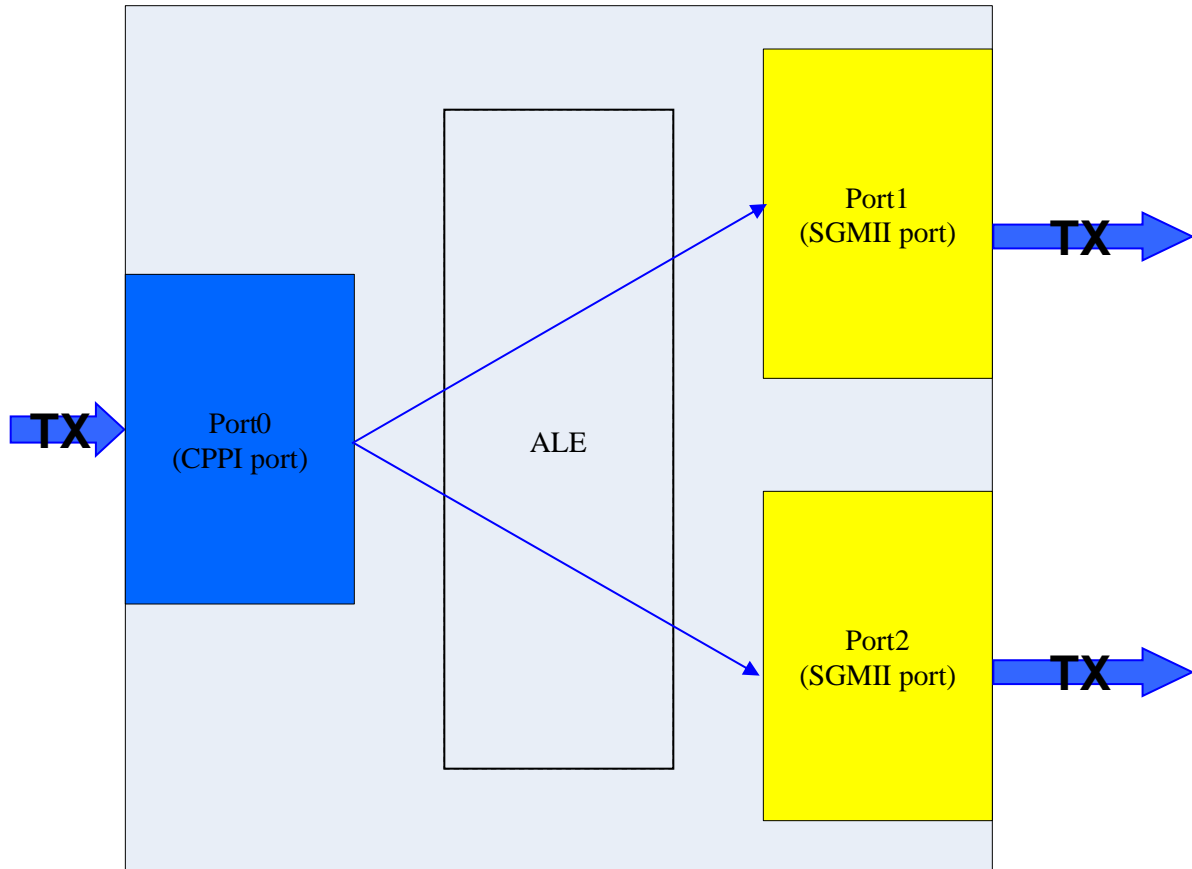 TX
Port0
(CPPI port)
ALE
Port1
(SGMII port)
TX
Port2
(SGMII port)
TX